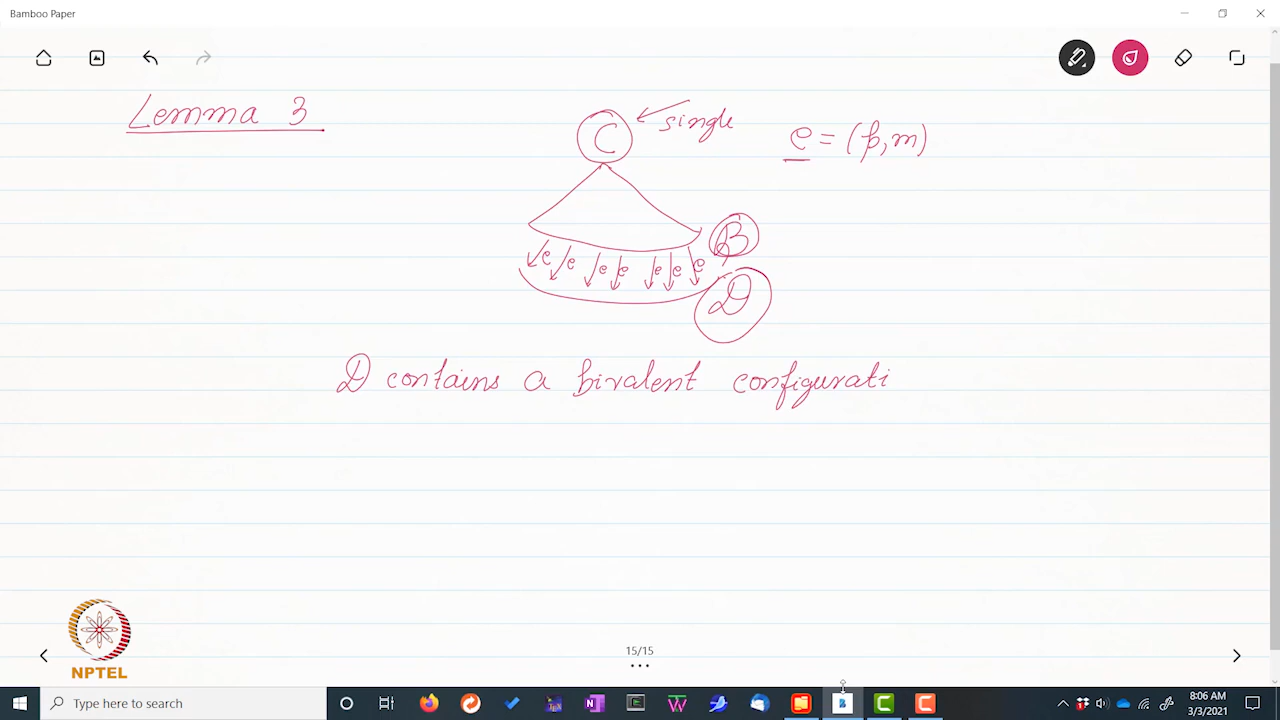 Bamboo Paper
Lemma 3
C
single
e = (p, m)
B
e e e e e e e
D
D contains a bivalent configurati
15/15
NPTEL
Type here to search
8:06 AM
3/3/2021